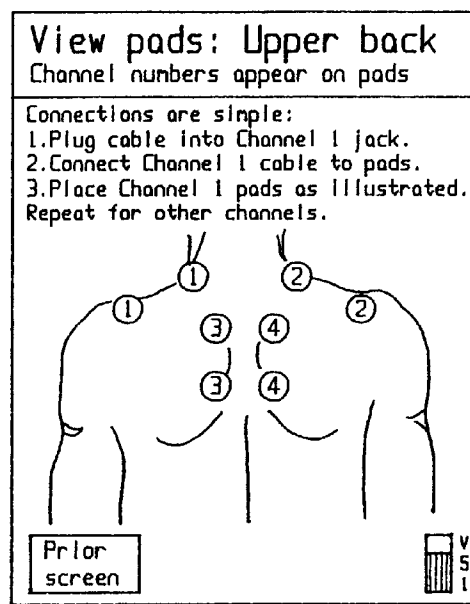 View pads: Upper back
Channel numbers appear on pads
Connections are simple:
1.Plug cable into Channel 1 jack.
2.Connect Channel 1 cable to pads.
3.Place Channel 1 pads as illustrated.
Repeat for other channels.
1 2
1 2
3 4
3 4
Prior
screen
V
5
1